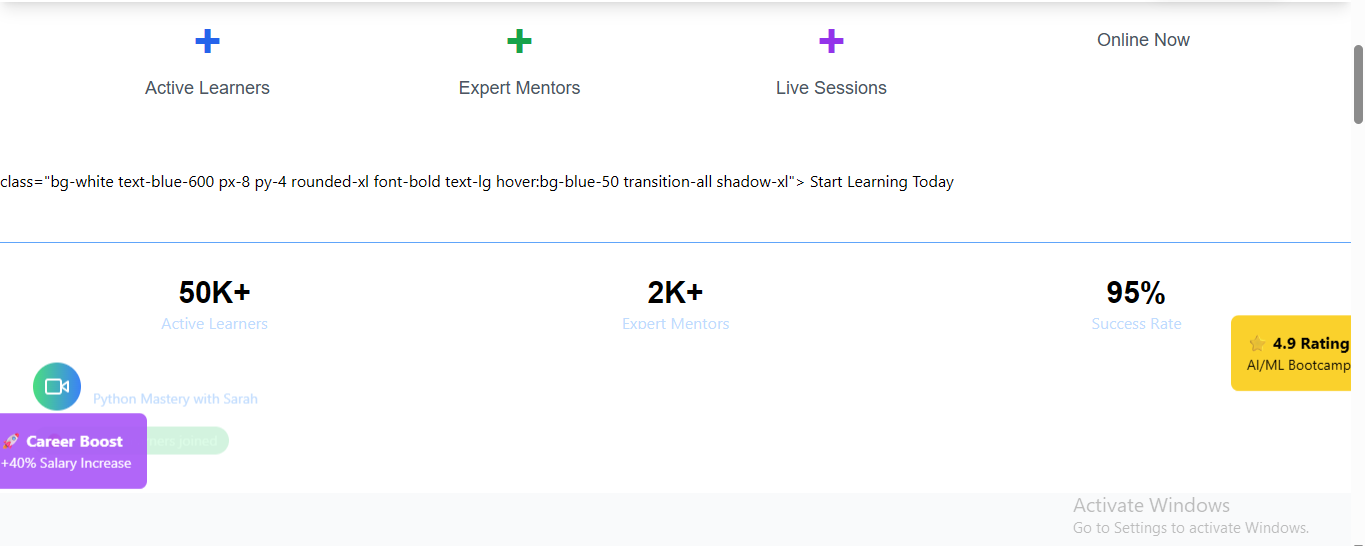 + + + Online Now
Active Learners Expert Mentors Live Sessions
class="bg-white text-blue-600 px-8 py-4 rounded-xl font-bold text-lg hover:bg-blue-50 transition-all shadow-xl"> Start Learning Today
50K+ 2K+ 95%
Active Learners Expert Mentors Success Rate
⭐ 4.9 Rating
AI/ML Bootcamp
Python Mastery with Sarah
🚀 Career Boost
joined
+40% Salary Increase
Activate Windows
Go to Settings to activate Windows.